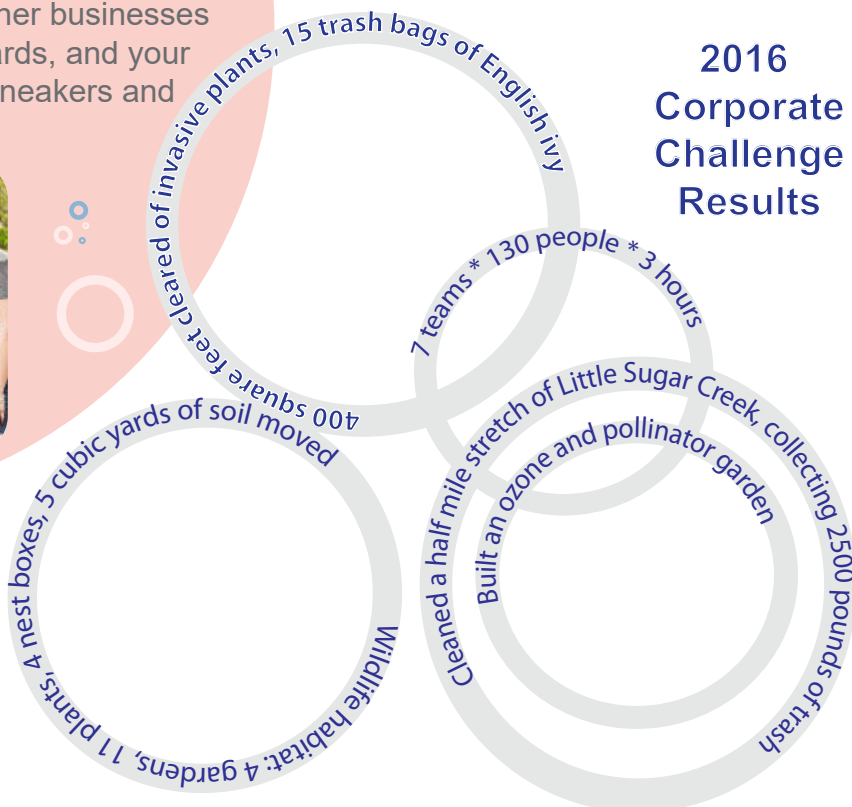 ner businesses
rds, and your
neakers and
2016
Corporate
Challenge
Results
400 square feet cleared of invasive plants, 15 trash bags of English ivy
7 teams * 130 people * 3 hours
Wildlife habitat: 4 gardens, 11 plants, 4 nest boxes, 5 cubic yards of soil moved
Cleaned a half mile stretch of Little Sugar Creek, collecting 2500 pounds of trash
Built an ozone and pollinator garden